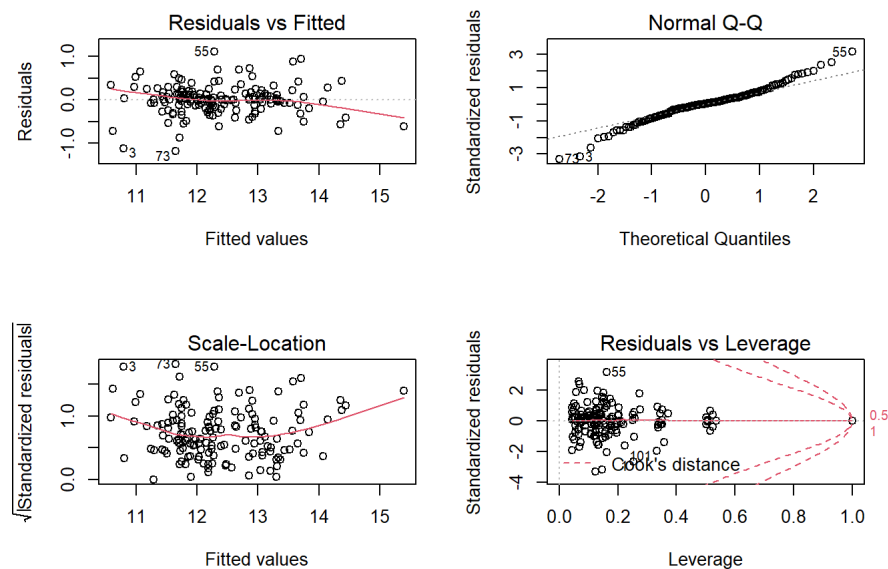 Residuals vs Fitted
Residuals
1.0
0.0
-1.0
55
3
73
11 12 13 14 15
Fitted values
Normal Q-Q
Standardized residuals
3
1
-1
-3
55
73 3
-2 -1 0 1 2
Theoretical Quantiles
Scale-Location
√|Standardized residuals|
1.0
0.0
3
73
55
11 12 13 14 15
Fitted values
Residuals vs Leverage
Standardized residuals
2
0
-2
-4
55
101
0.5
1
Cook's distance
0.0 0.2 0.4 0.6 0.8 1.0
Leverage